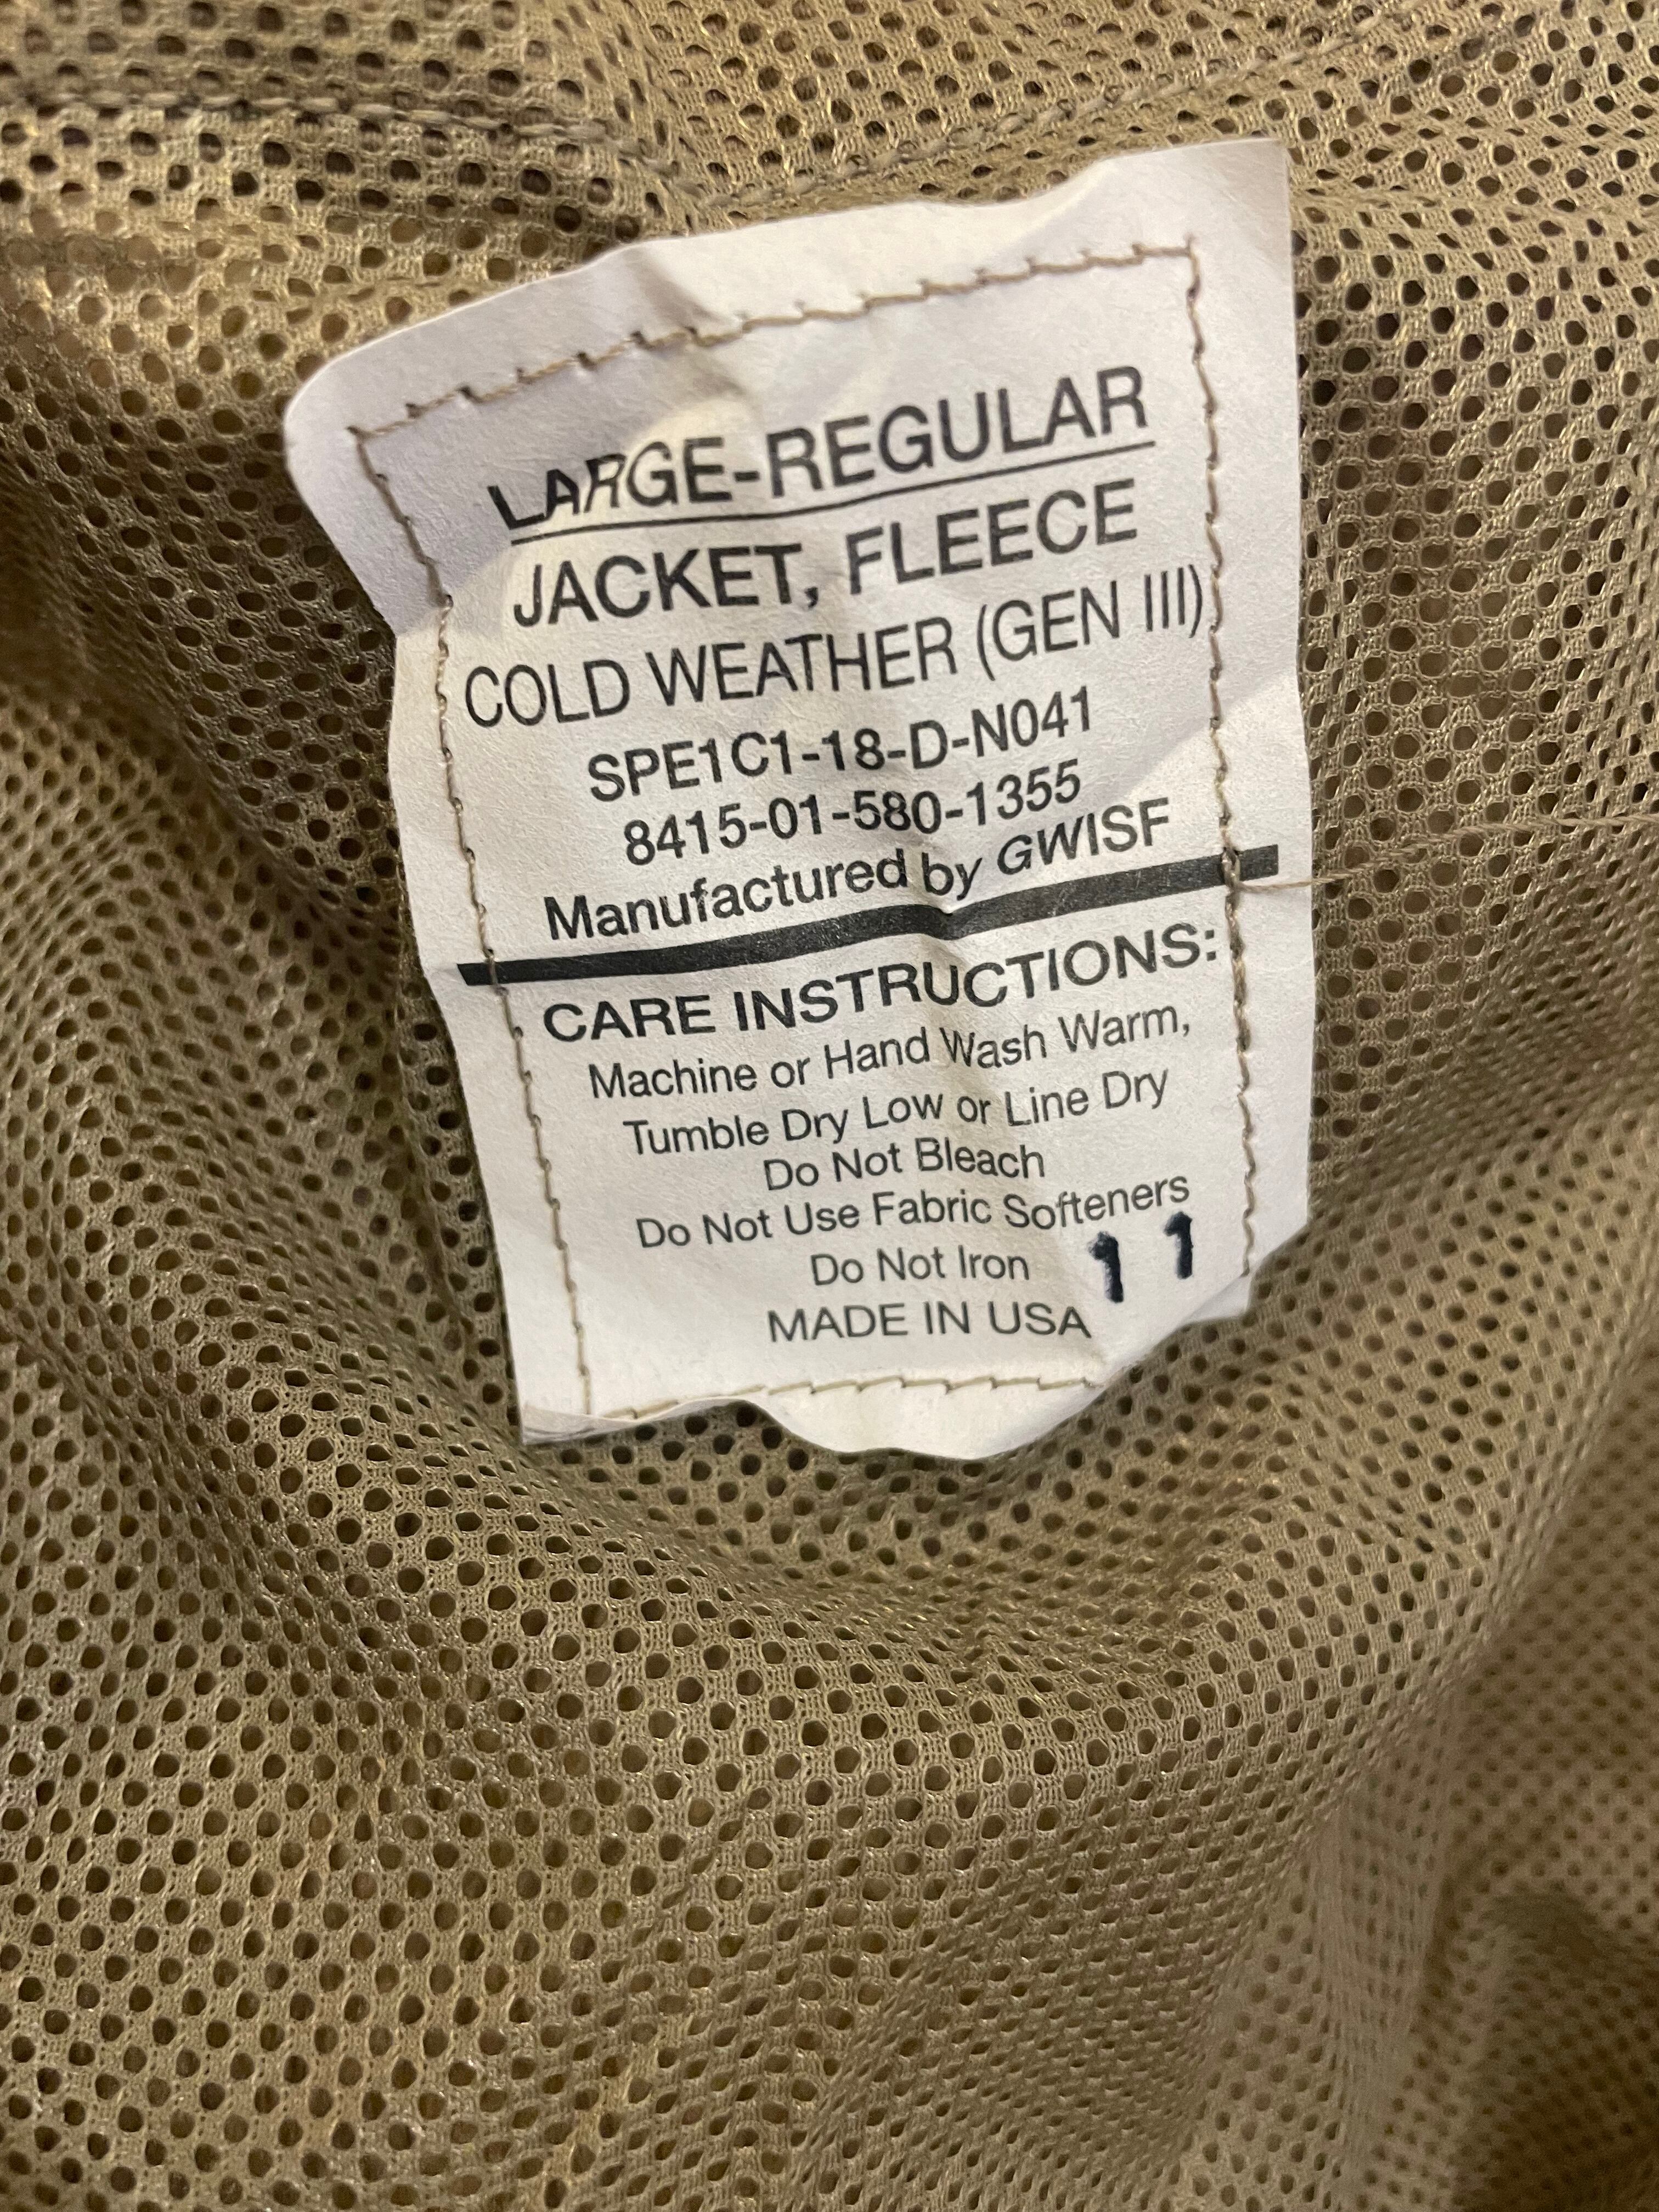 LARGE-REGULAR
JACKET, FLEECE
COLD WEATHER (GEN III)
SPE1C1-18-D-N041
8415-01-580-1355
Manufactured by GWISF
CARE INSTRUCTIONS:
Machine or Hand Wash Warm,
Tumble Dry Low or Line Dry
Do Not Bleach
Do Not Use Fabric Softeners
Do Not Iron
1 1
MADE IN USA